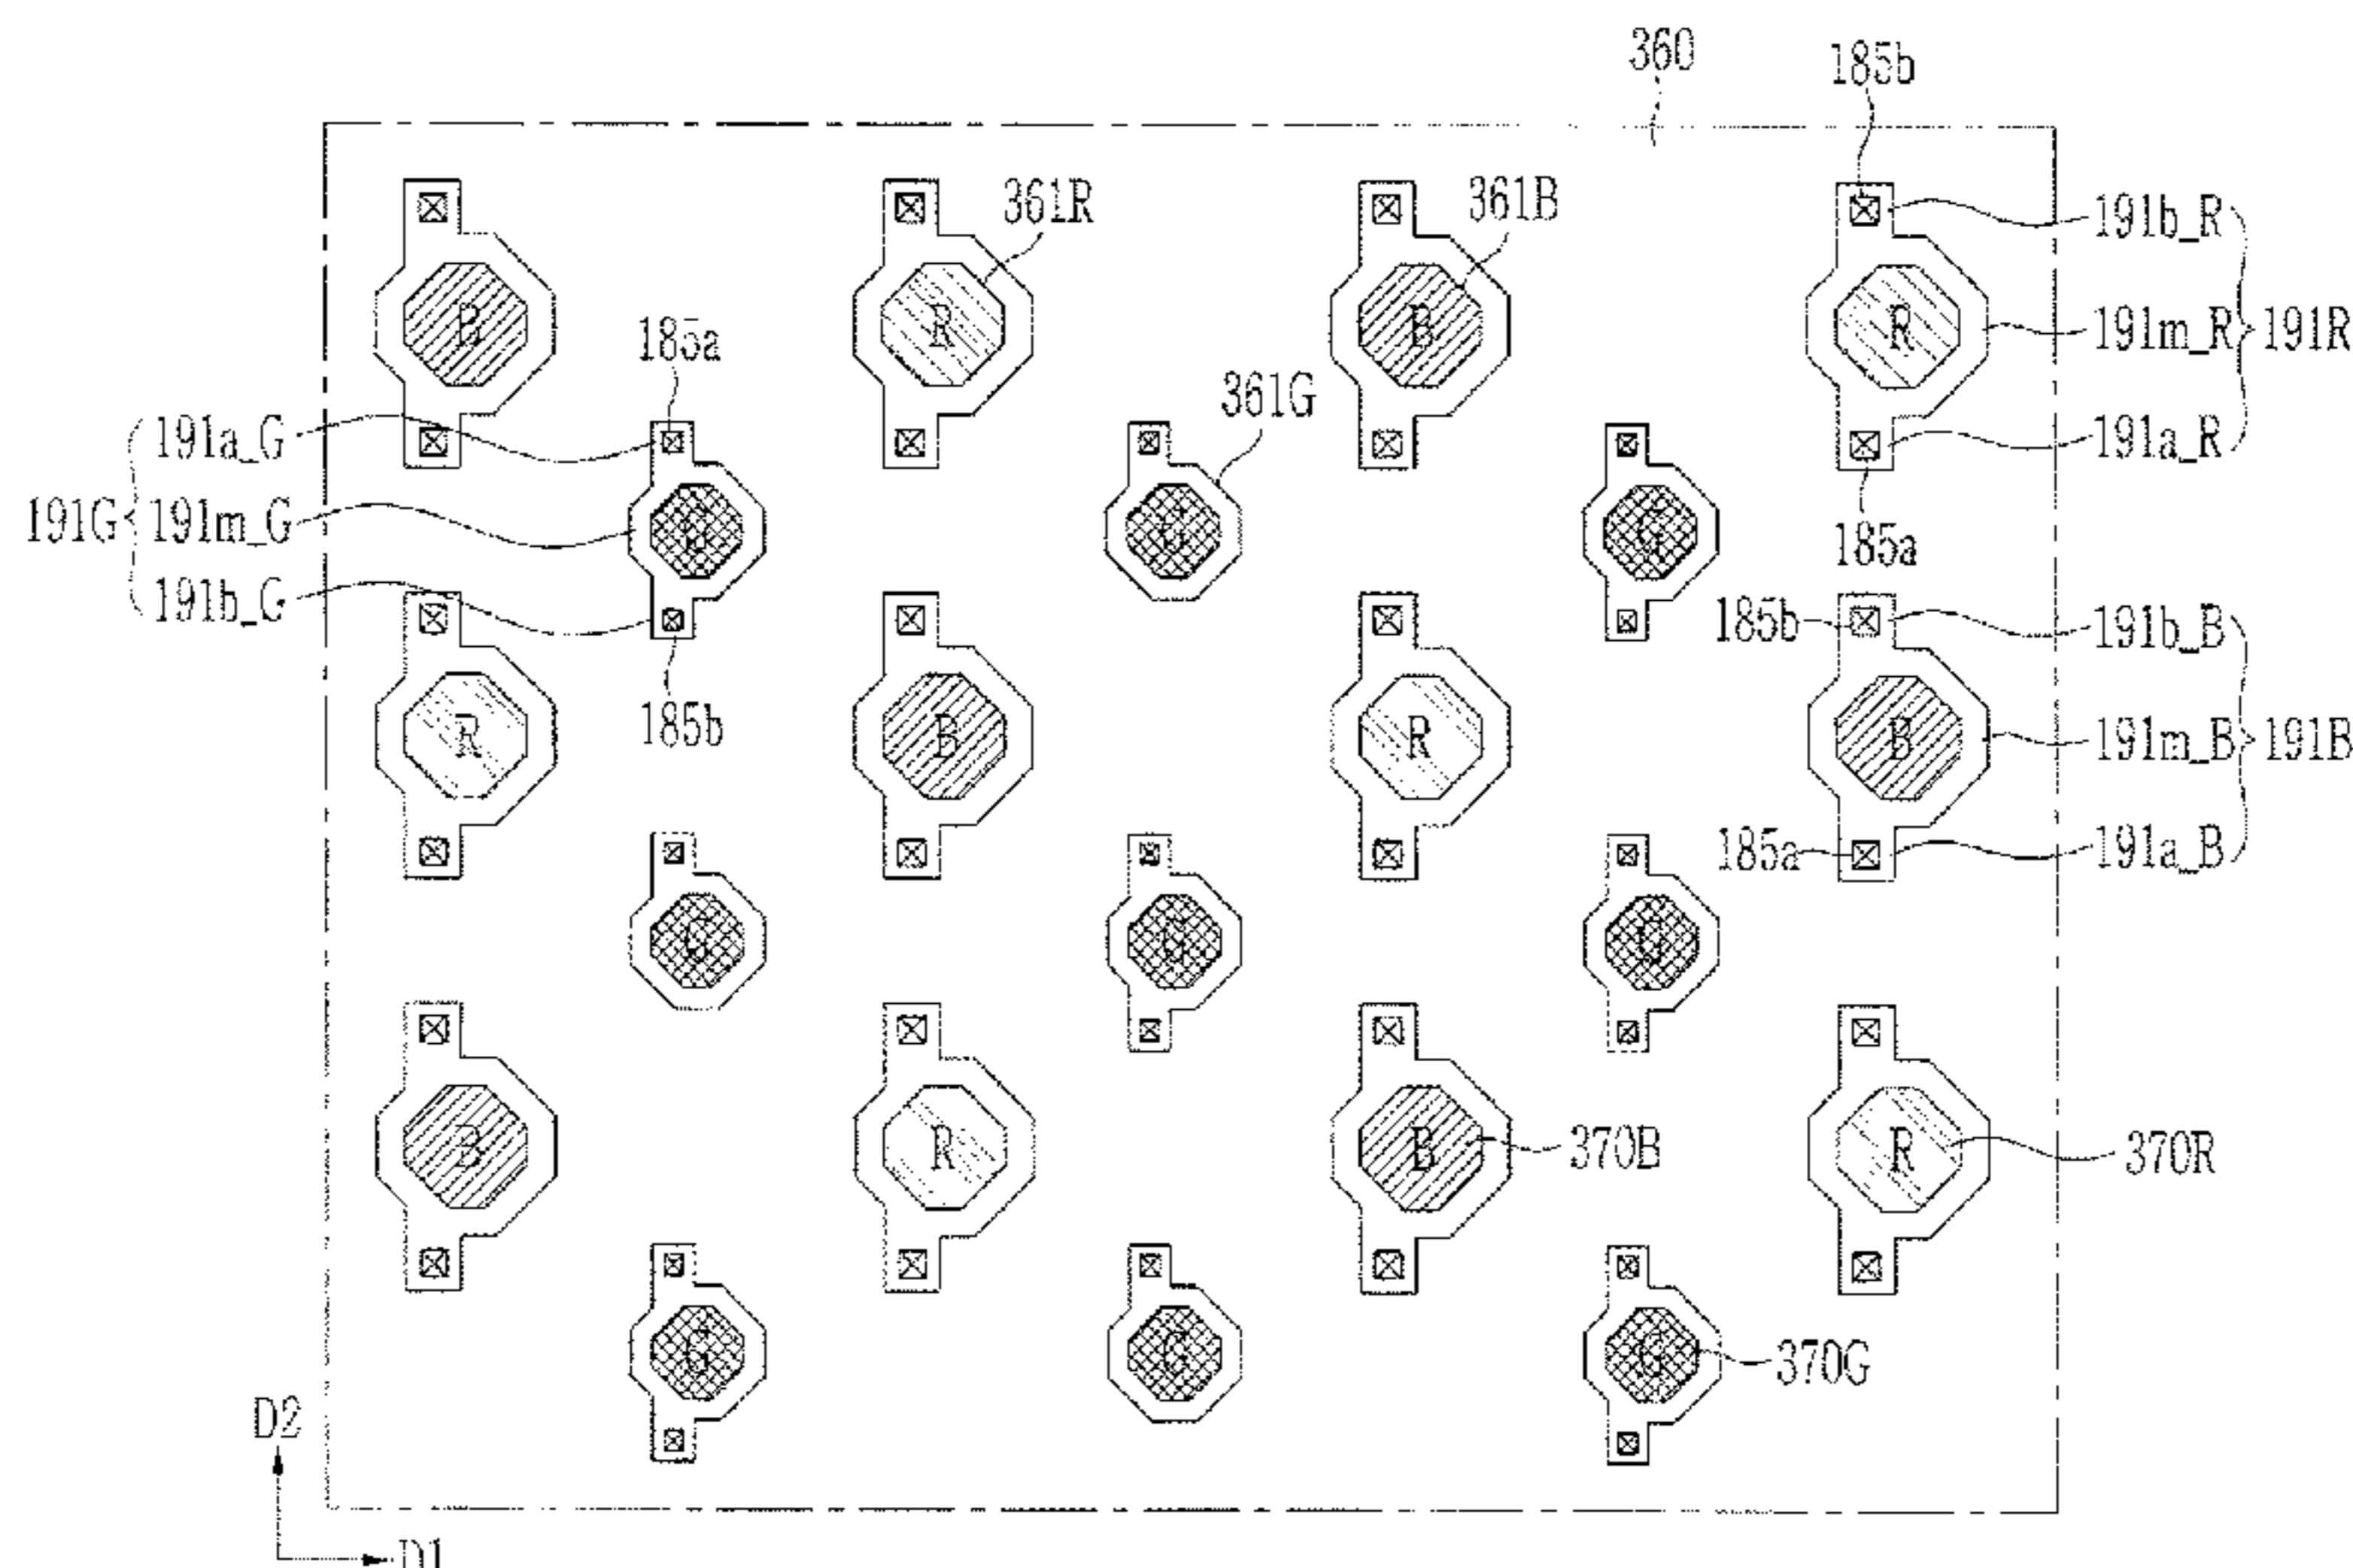 360
185b
361R
361B
191b_R
B
R
B
R
191m_R
191R
185a
361G
191a_G
191a_R
191G
191m_G
G
G
G
185a
191b_G
185b
191b_B
185b
R
B
R
B
191m_B
191B
185a
191a_B
G
G
G
B
R
B
370B
R
370R
G
G
G
370G
D2
D1